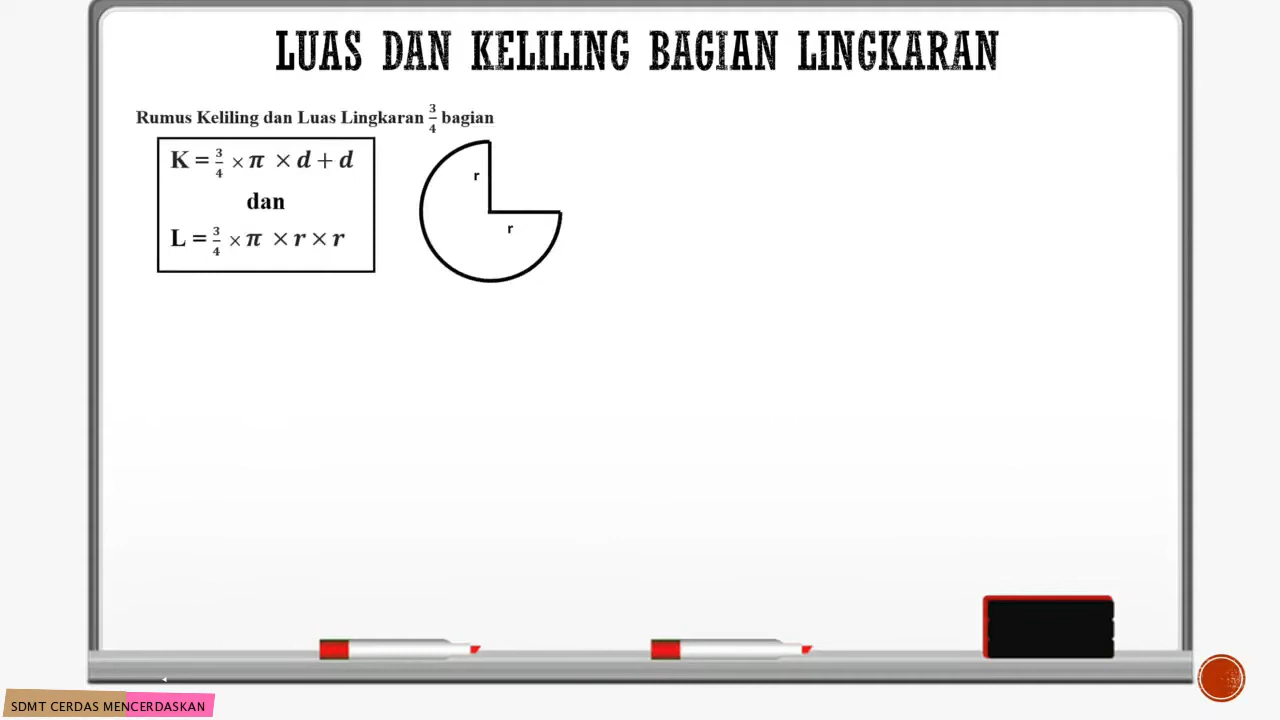 LUAS DAN KELILING BAGIAN LINGKARAN
Rumus Keliling dan Luas Lingkaran 3/4 bagian
K = 3/4 × π × d + d
dan
L = 3/4 × π × r × r
r
r
SDMT CERDAS MENCERDASKAN